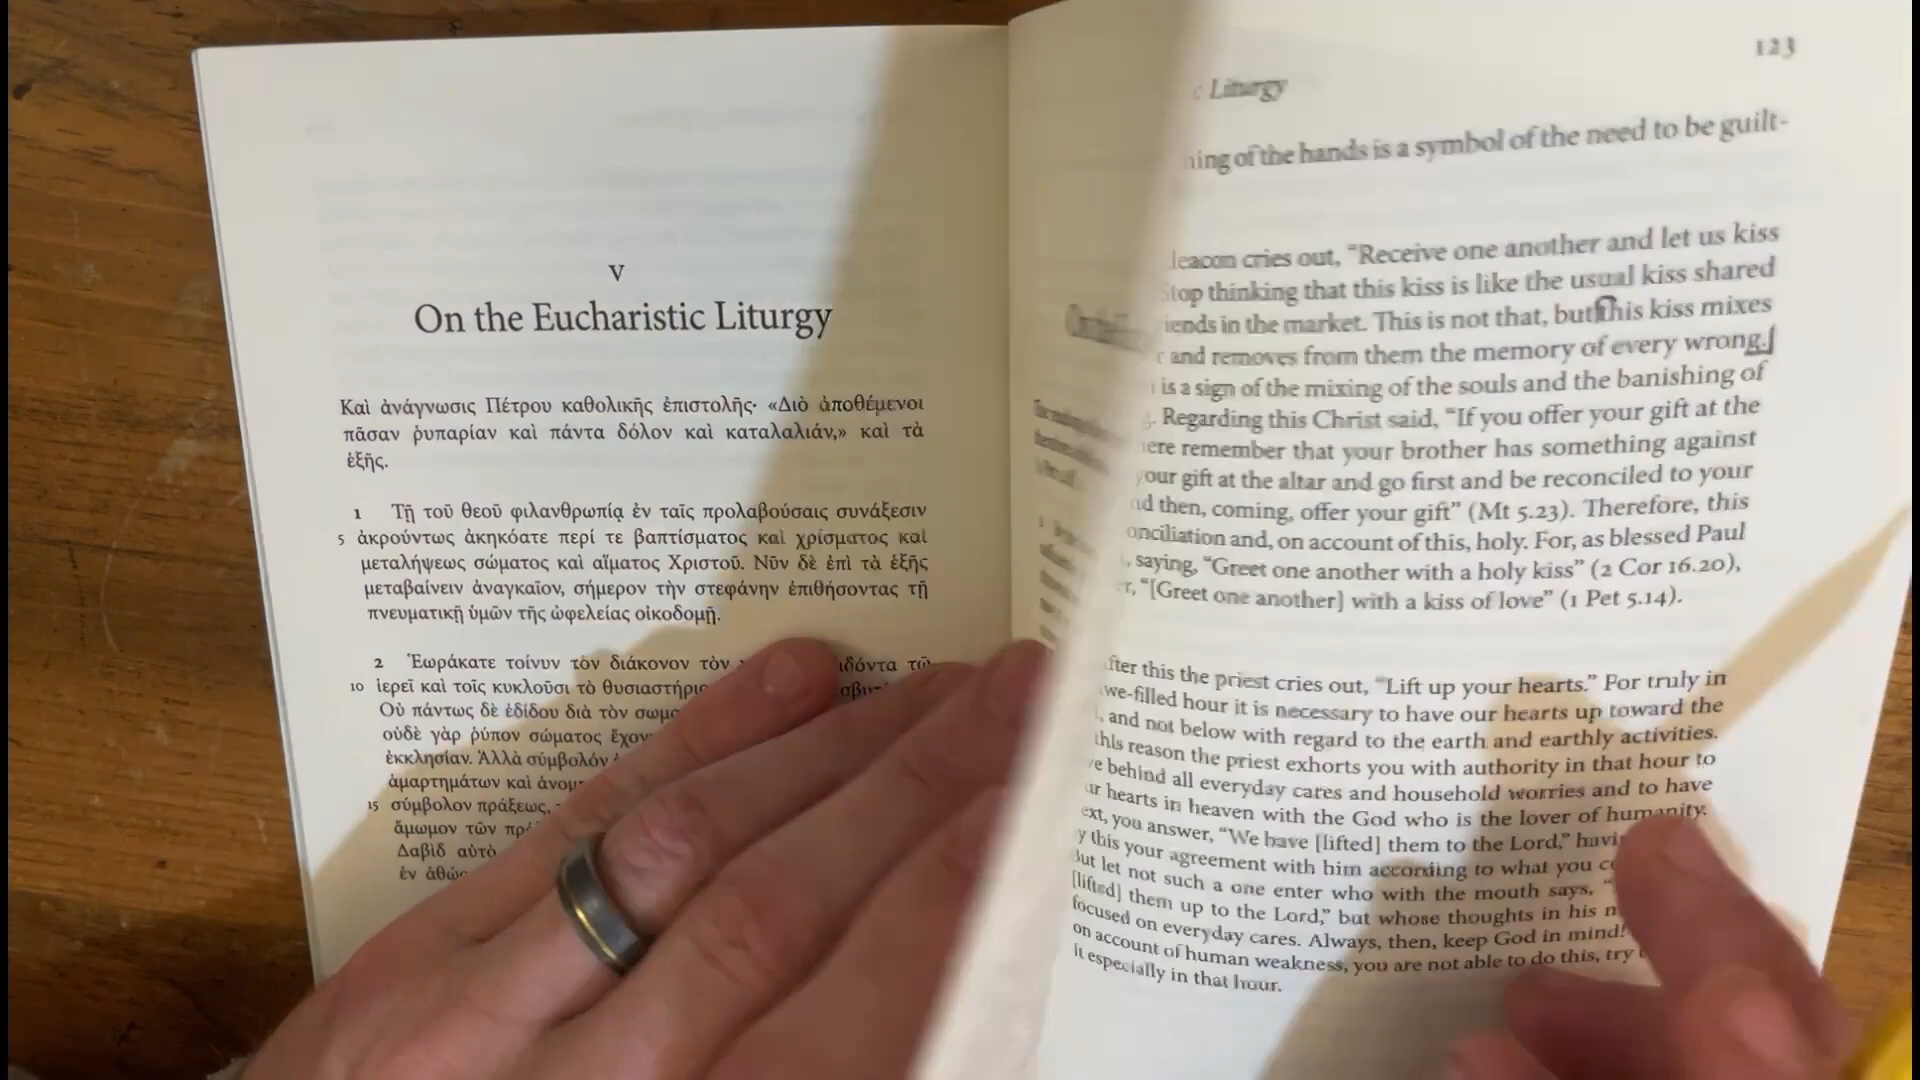 V
On the Eucharistic Liturgy
Καὶ ἀνάγνωσις Πέτρου καθολικῆς ἐπιστολῆς· «Διὸ ἀποθέμενοι
πᾶσαν ῥυπαρίαν καὶ πάντα δόλον καὶ καταλαλιάν,» καὶ τὰ
ἑξῆς.
1 Τῇ τοῦ θεοῦ φιλανθρωπίᾳ ἐν ταῖς προλαβούσαις συνάξεσιν
5 ἀκρούντως ἀκηκόατε περί τε βαπτίσματος καὶ χρίσματος καὶ
μεταλήψεως σώματος καὶ αἵματος Χριστοῦ. Νῦν δὲ ἐπὶ τὰ ἑξῆς
μεταβαίνειν ἀναγκαῖον, σήμερον τὴν στεφάνην ἐπιθήσοντας τῇ
πνευματικῇ ὑμῶν τῆς ὠφελείας οἰκοδομῇ.
2 Ἑωράκατε τοίνυν τὸν διάκονον τὸν τῷ
10 ἱερεῖ καὶ τοῖς κυκλοῦσι τὸ
Οὐ πάντως δὲ ἐδίδου διὰ τὸν
οὐδὲ γὰρ ῥύπον σώματος
ἐκκλησίαν. Ἀλλὰ σύμβολόν
ἁμαρτημάτων καὶ
15 σύμβολον πράξεως,
ἄμωμον τῶν
Δαβὶδ αὐτὸ
ἐν
123
Liturgy
of the hands is a symbol of the need to be guilt-
cries out, “Receive one another and let us kiss
thinking that this kiss is like the usual kiss shared
in the market. This is not that, but this kiss mixes
and removes from them the memory of every wrong.
is a sign of the mixing of the souls and the banishing of
Regarding this Christ said, “If you offer your gift at the
remember that your brother has something against
your gift at the altar and go first and be reconciled to your
then, coming, offer your gift” (Mt 5.23). Therefore, this
and, on account of this, holy. For, as blessed Paul
saying, “Greet one another with a holy kiss” (2 Cor 16.20),
“[Greet one another] with a kiss of love” (1 Pet 5.14).
this the priest cries out, “Lift up your hearts.” For truly in
hour it is necessary to have our hearts up toward the
and not below with regard to the earth and earthly activities.
this reason the priest exhorts you with authority in that hour to
behind all everyday cares and household worries and to have
hearts in heaven with the God who is the lover of humanity.
you answer, “We have [lifted] them to the Lord,”
this your agreement with him according to what you
But let not such a one enter who with the mouth says,
[lifted] them up to the Lord,” but whose thoughts in his
focused on everyday cares. Always, then, keep God in mind!
on account of human weakness, you are not able to do this, try
it especially in that hour.